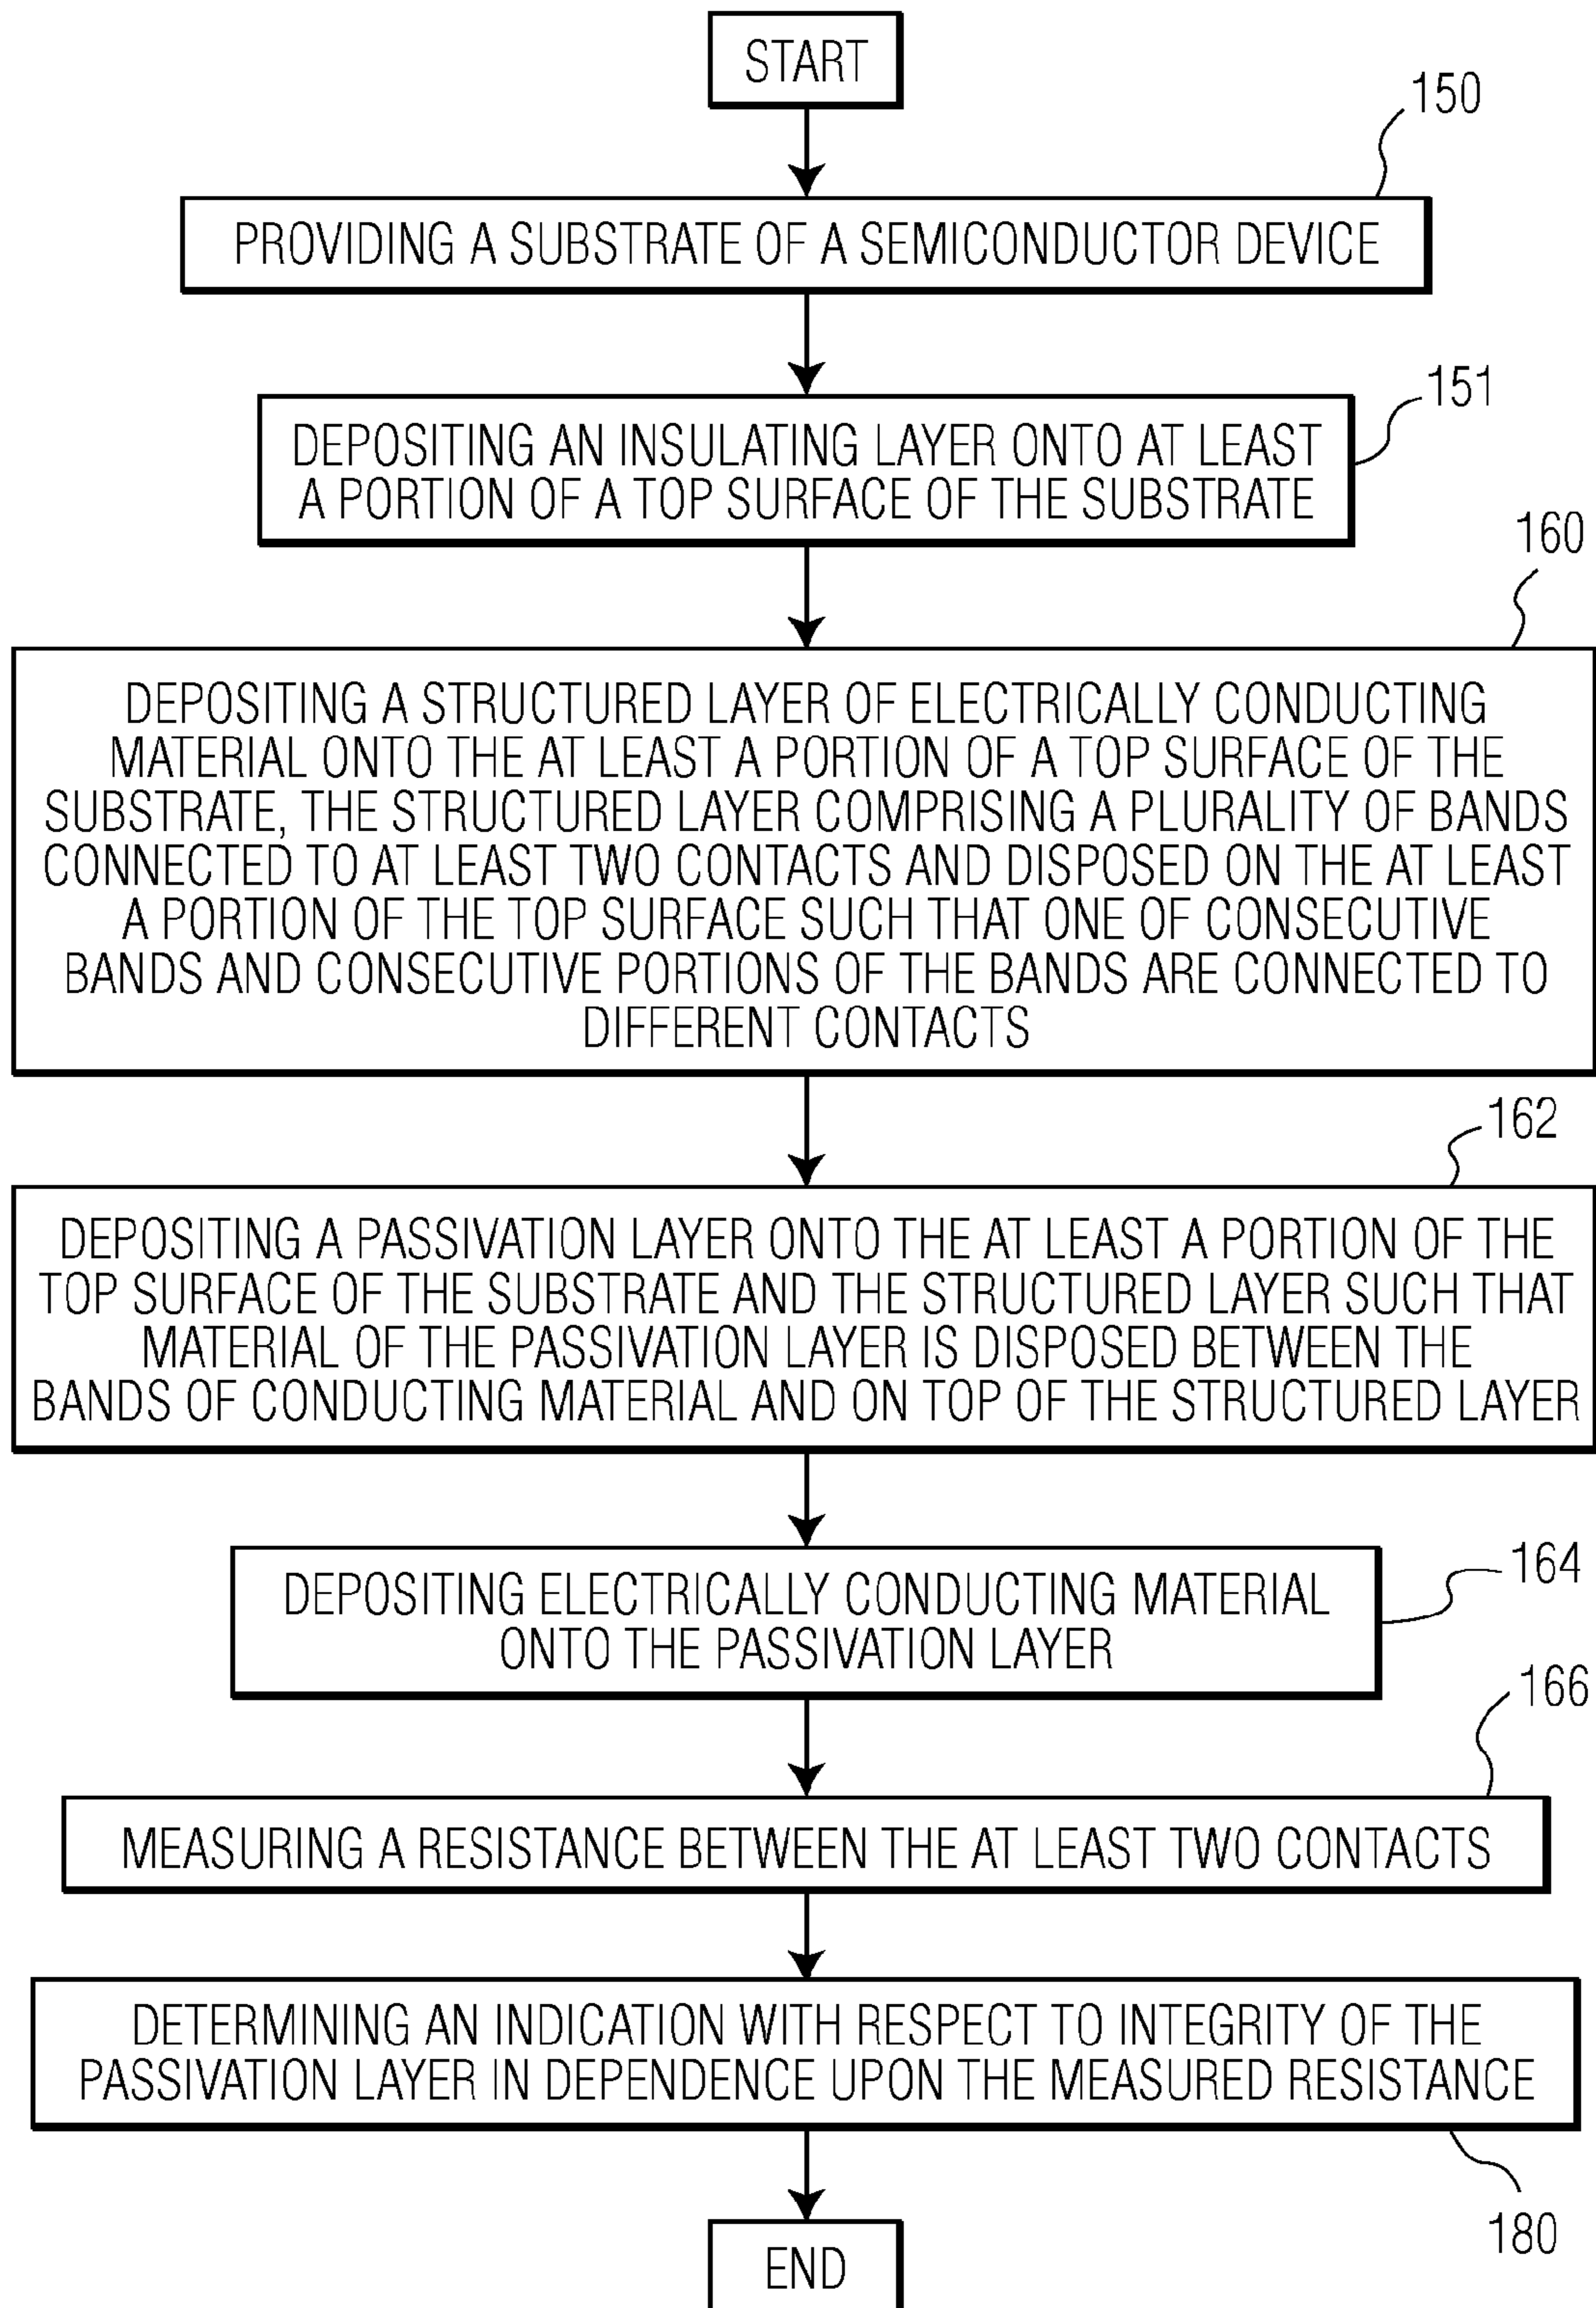 START
150
PROVIDING A SUBSTRATE OF A SEMICONDUCTOR DEVICE
151
DEPOSITING AN INSULATING LAYER ONTO AT LEAST
A PORTION OF A TOP SURFACE OF THE SUBSTRATE
160
DEPOSITING A STRUCTURED LAYER OF ELECTRICALLY CONDUCTING
MATERIAL ONTO THE AT LEAST A PORTION OF A TOP SURFACE OF THE
SUBSTRATE, THE STRUCTURED LAYER COMPRISING A PLURALITY OF BANDS
CONNECTED TO AT LEAST TWO CONTACTS AND DISPOSED ON THE AT LEAST
A PORTION OF THE TOP SURFACE SUCH THAT ONE OF CONSECUTIVE
BANDS AND CONSECUTIVE PORTIONS OF THE BANDS ARE CONNECTED TO
DIFFERENT CONTACTS
162
DEPOSITING A PASSIVATION LAYER ONTO THE AT LEAST A PORTION OF THE
TOP SURFACE OF THE SUBSTRATE AND THE STRUCTURED LAYER SUCH THAT
MATERIAL OF THE PASSIVATION LAYER IS DISPOSED BETWEEN THE
BANDS OF CONDUCTING MATERIAL AND ON TOP OF THE STRUCTURED LAYER
164
DEPOSITING ELECTRICALLY CONDUCTING MATERIAL
ONTO THE PASSIVATION LAYER
166
MEASURING A RESISTANCE BETWEEN THE AT LEAST TWO CONTACTS
DETERMINING AN INDICATION WITH RESPECT TO INTEGRITY OF THE
PASSIVATION LAYER IN DEPENDENCE UPON THE MEASURED RESISTANCE
180
END